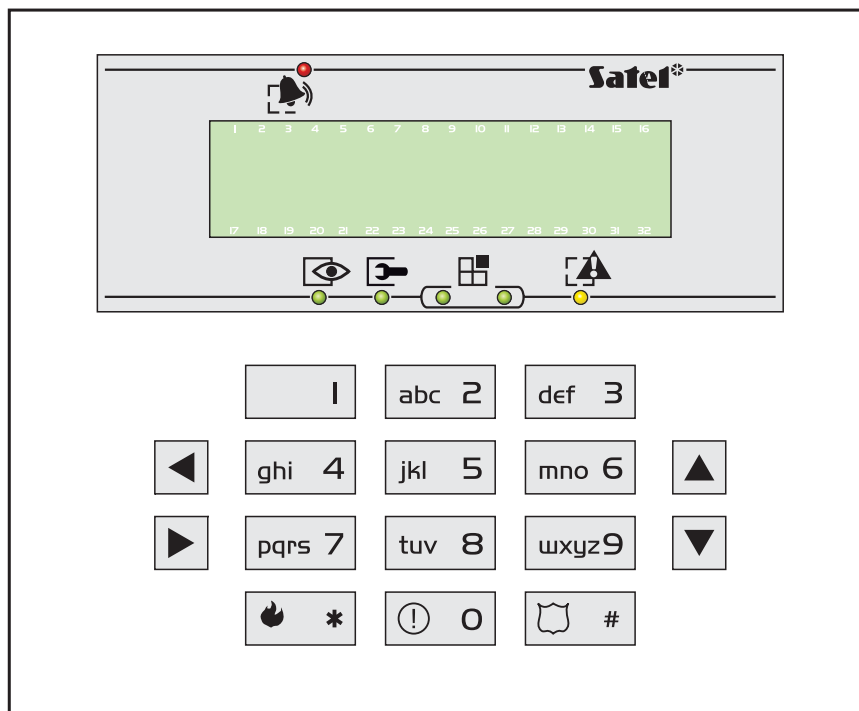 Satel
1 2 3 4 5 6 7 8 9 10 11 12 13 14 15 16
17 18 19 20 21 22 23 24 25 26 27 28 29 30 31 32
1 abc 2 def 3
ghi 4 jkl 5 mno 6
pqrs 7 tuv 8 wxyz 9
* ! 0 #